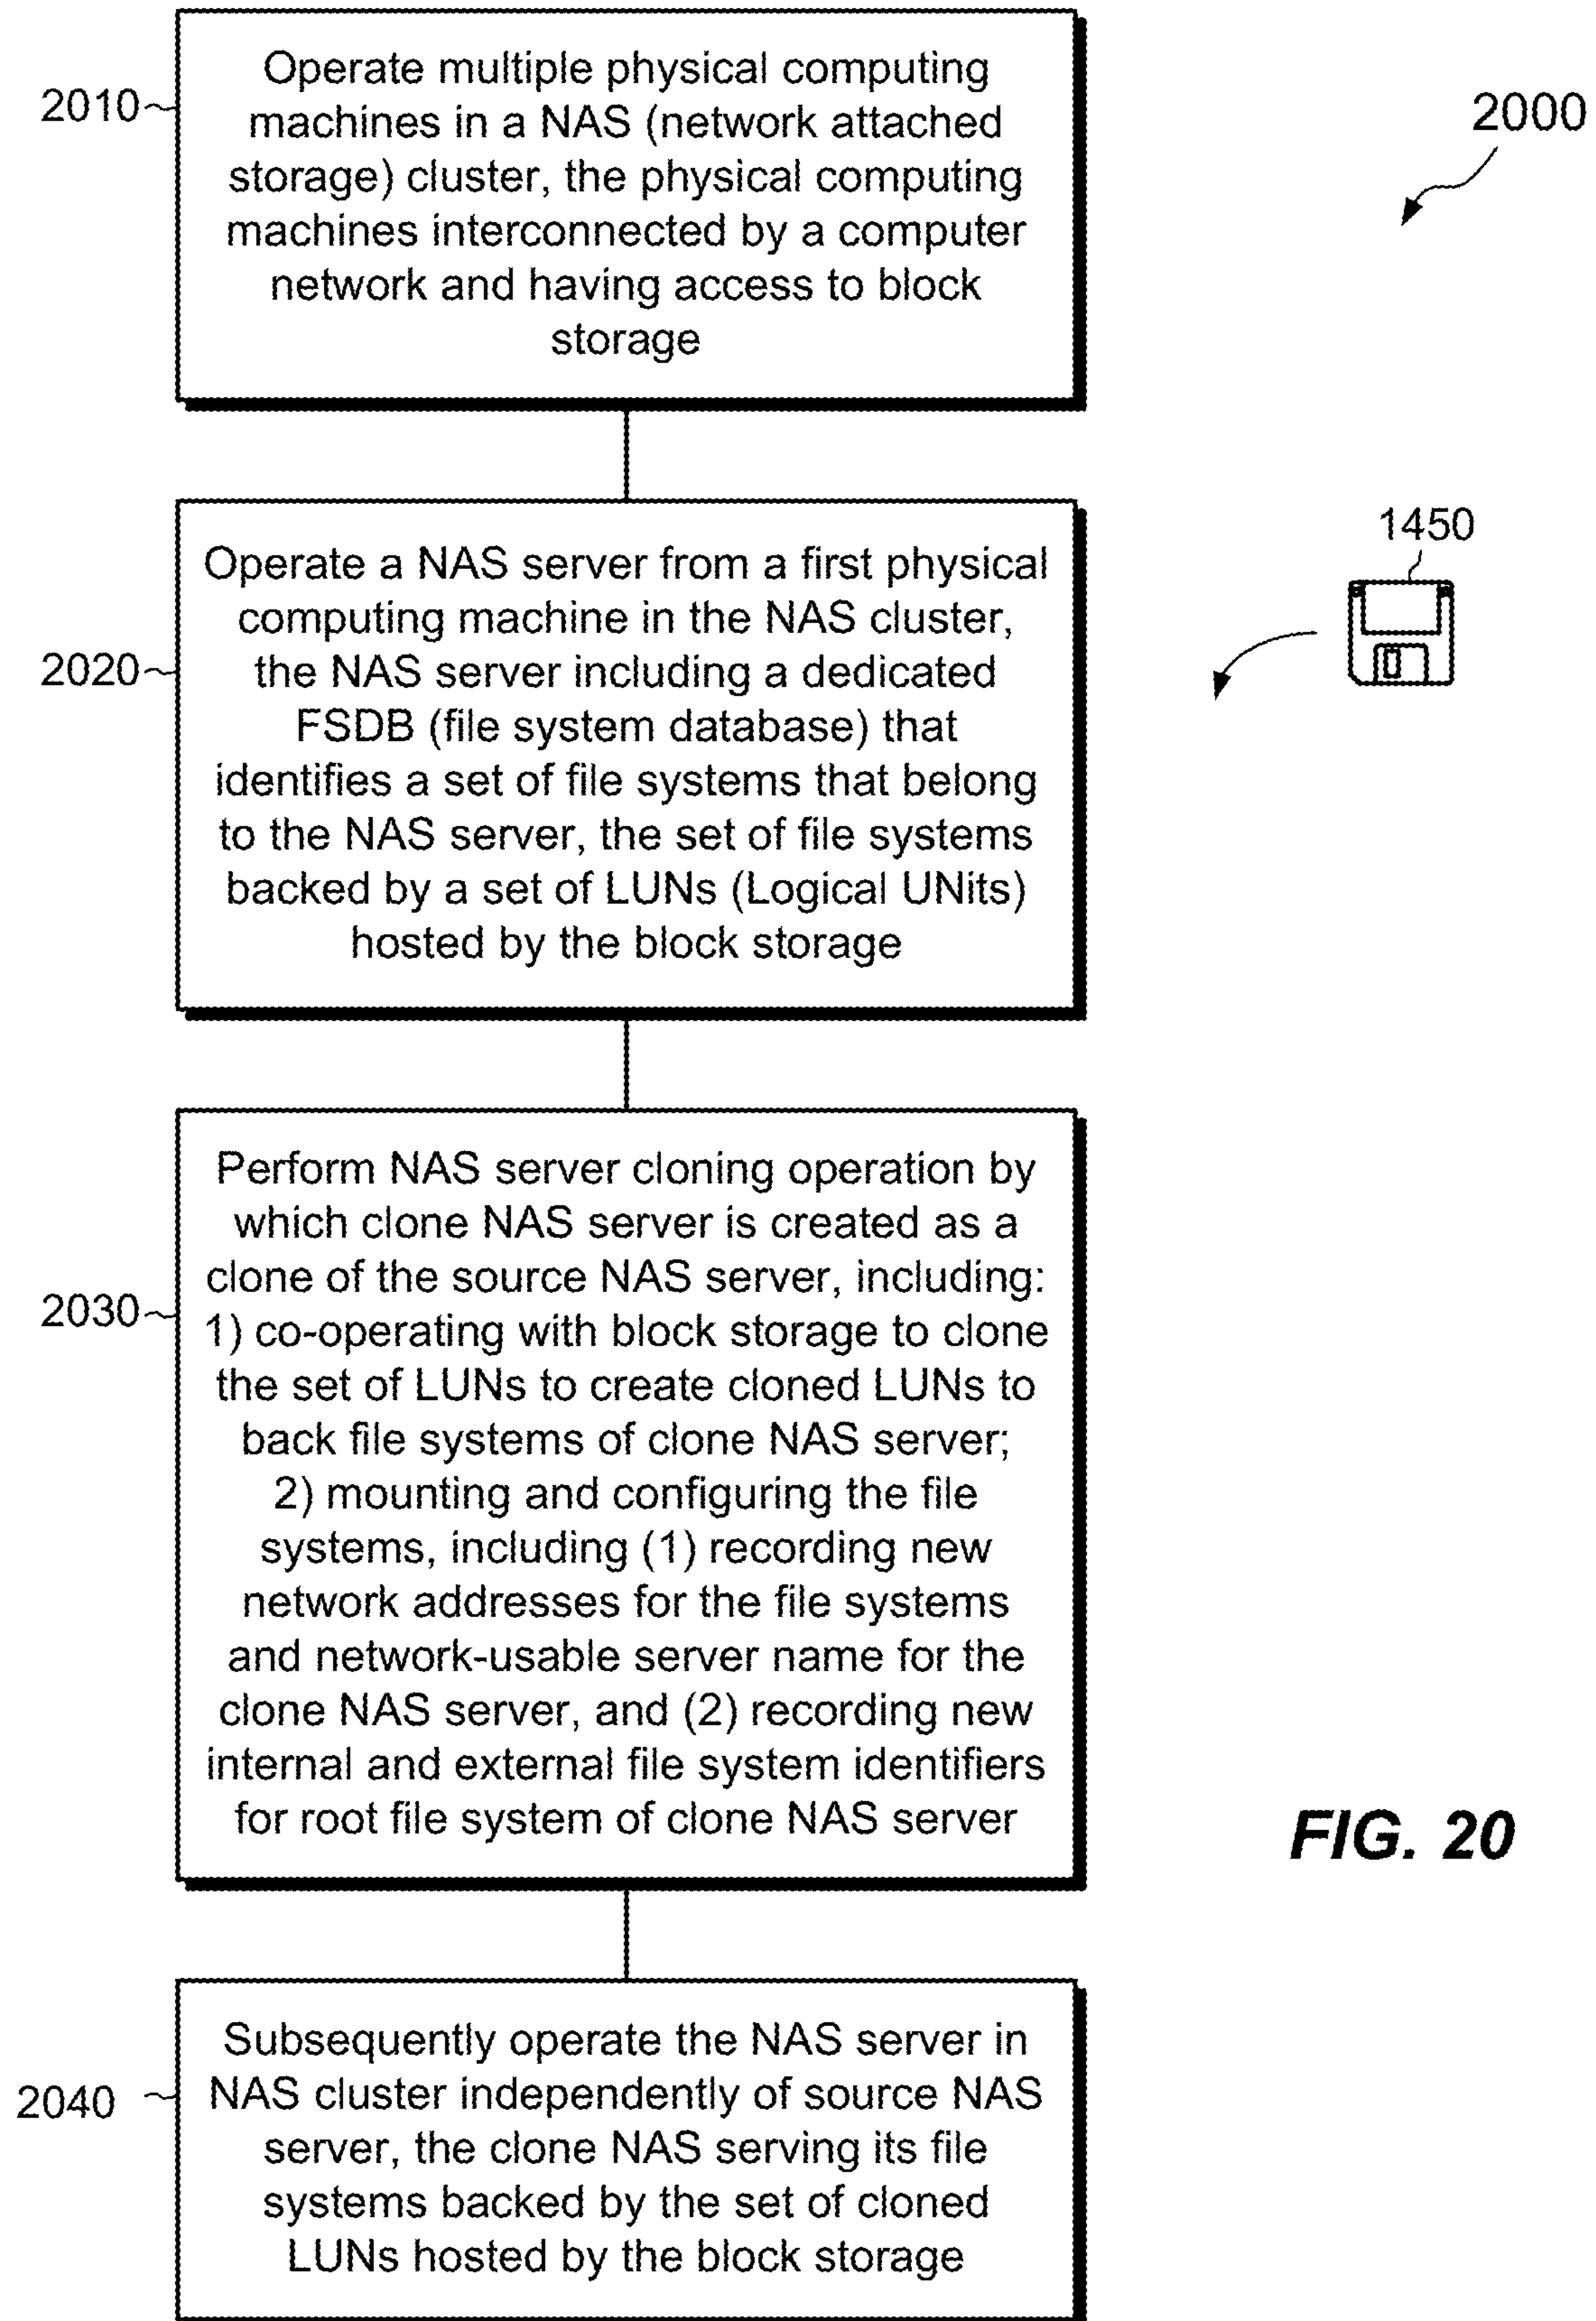 2000
2010
Operate multiple physical computing
machines in a NAS (network attached
storage) cluster, the physical computing
machines interconnected by a computer
network and having access to block
storage
1450
2020
Operate a NAS server from a first physical
computing machine in the NAS cluster,
the NAS server including a dedicated
FSDB (file system database) that
identifies a set of file systems that belong
to the NAS server, the set of file systems
backed by a set of LUNs (Logical UNits)
hosted by the block storage
2030
Perform NAS server cloning operation by
which clone NAS server is created as a
clone of the source NAS server, including:
1) co-operating with block storage to clone
the set of LUNs to create cloned LUNs to
back file systems of clone NAS server;
2) mounting and configuring the file
systems, including (1) recording new
network addresses for the file systems
and network-usable server name for the
clone NAS server, and (2) recording new
internal and external file system identifiers
for root file system of clone NAS server
FIG. 20
2040
Subsequently operate the NAS server in
NAS cluster independently of source NAS
server, the clone NAS serving its file
systems backed by the set of cloned
LUNs hosted by the block storage